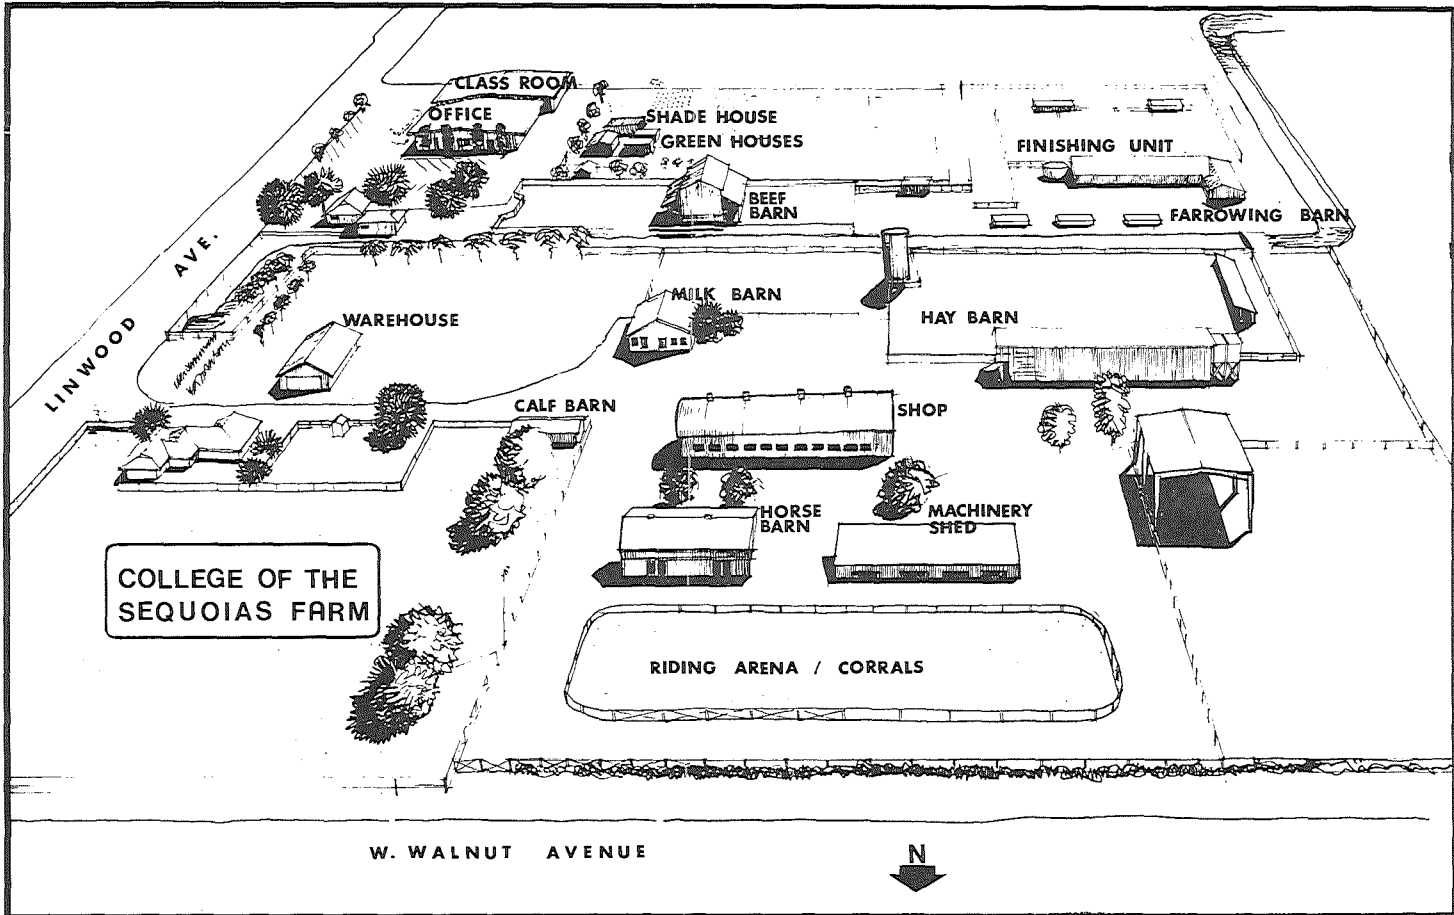 CLASS ROOM
OFFICE
SHADE HOUSE
GREEN HOUSES
FINISHING UNIT
BEEF
BARN
FARROWING BARN
LINWOOD AVE.
MILK BARN
WAREHOUSE
HAY BARN
CALF BARN
SHOP
HORSE
BARN
MACHINERY
SHED
COLLEGE OF THE
SEQUOIAS FARM
RIDING ARENA / CORRALS
W. WALNUT AVENUE
N